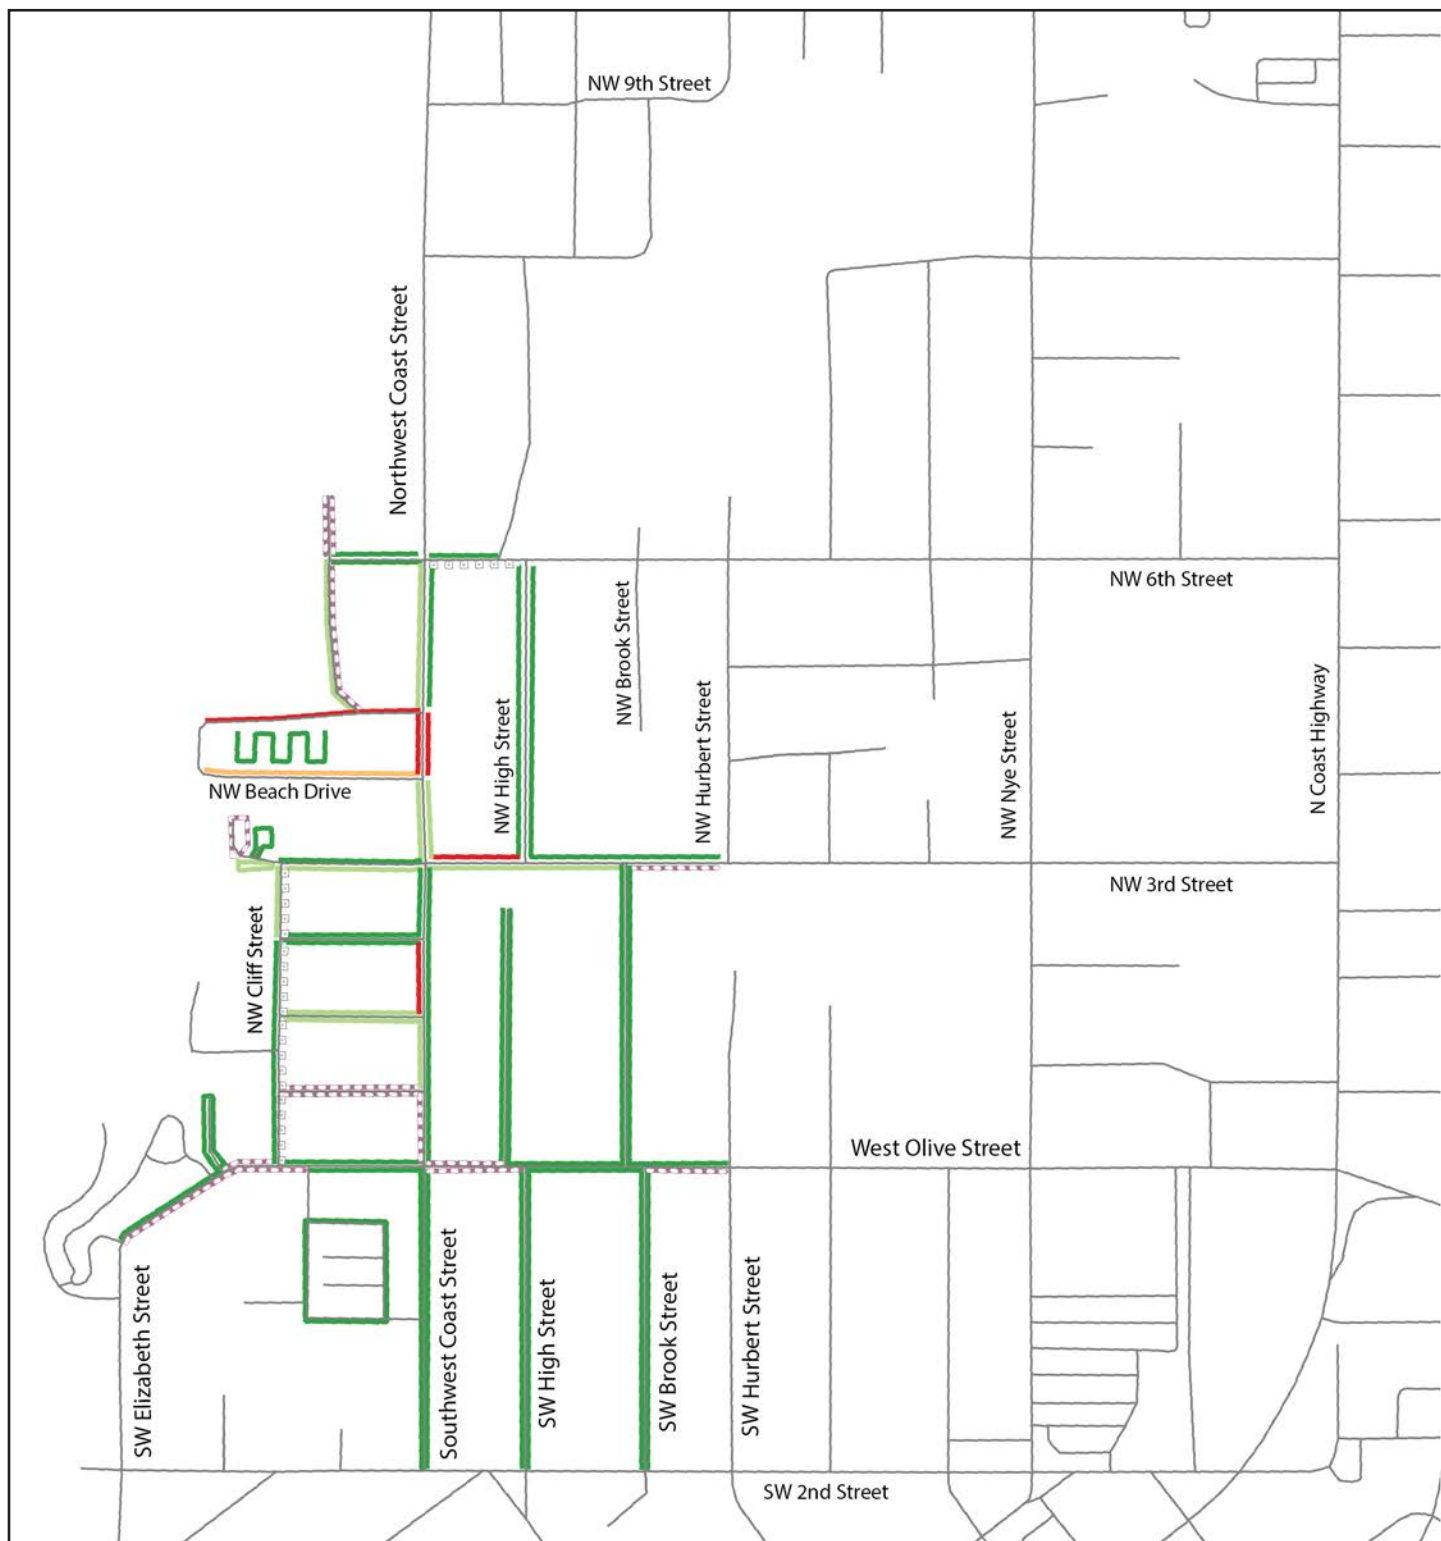 NW 9th Street
Northwest Coast Street
NW 6th Street
NW Brook Street
NW High Street
NW Hurbert Street
NW Nye Street
N Coast Highway
NW Beach Drive
NW 3rd Street
NW Cliff Street
West Olive Street
SW Elizabeth Street
Southwest Coast Street
SW High Street
SW Brook Street
SW Hurbert Street
SW 2nd Street